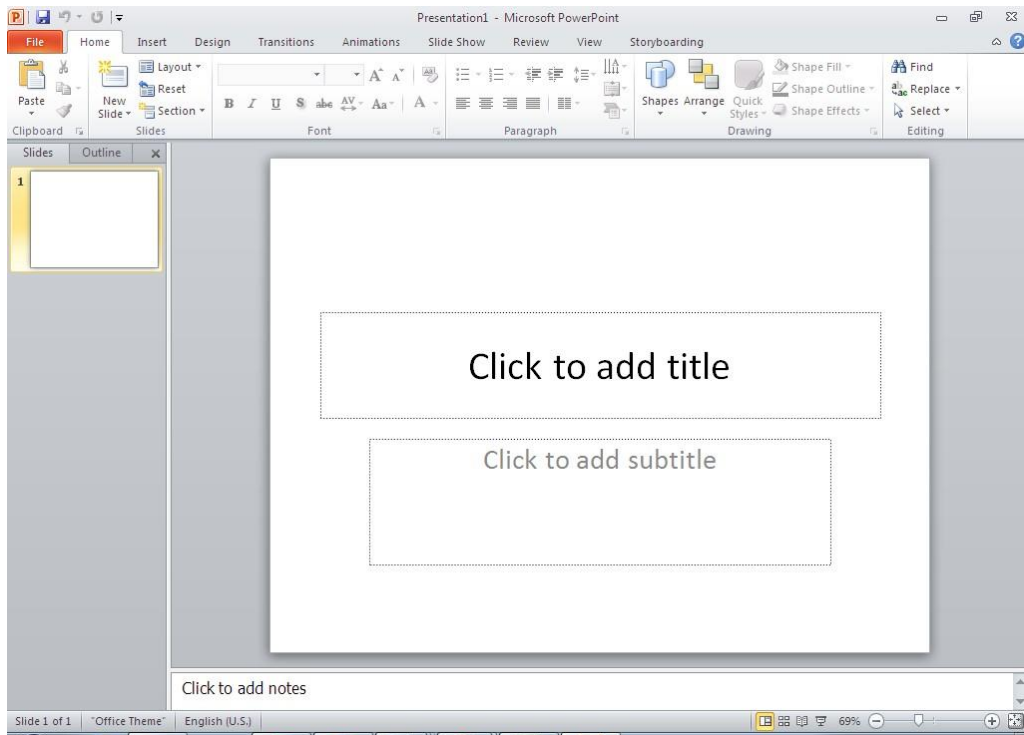 Presentation1 - Microsoft PowerPoint
File Home Insert Design Transitions Animations Slide Show Review View Storyboarding
Paste
New Slide
Layout
Reset
Section
B I U S abc AV Aa A
Shapes Arrange Quick Styles
Shape Fill
Shape Outline
Shape Effects
Find
Replace
Select
Clipboard Slides Font Paragraph Drawing Editing
Slides Outline
1
Click to add title
Click to add subtitle
Click to add notes
Slide 1 of 1 "Office Theme" English (U.S.) 69%